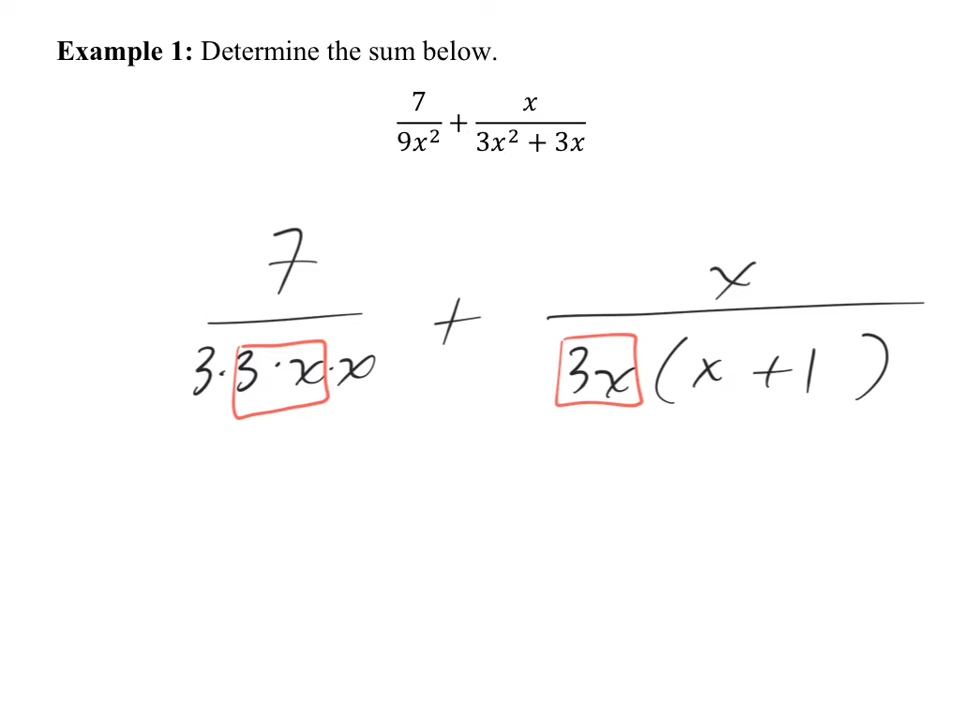 Example 1: Determine the sum below.
7/(9x²) + x/(3x² + 3x)
7/(3·3·x·x) + x/(3x(x+1))